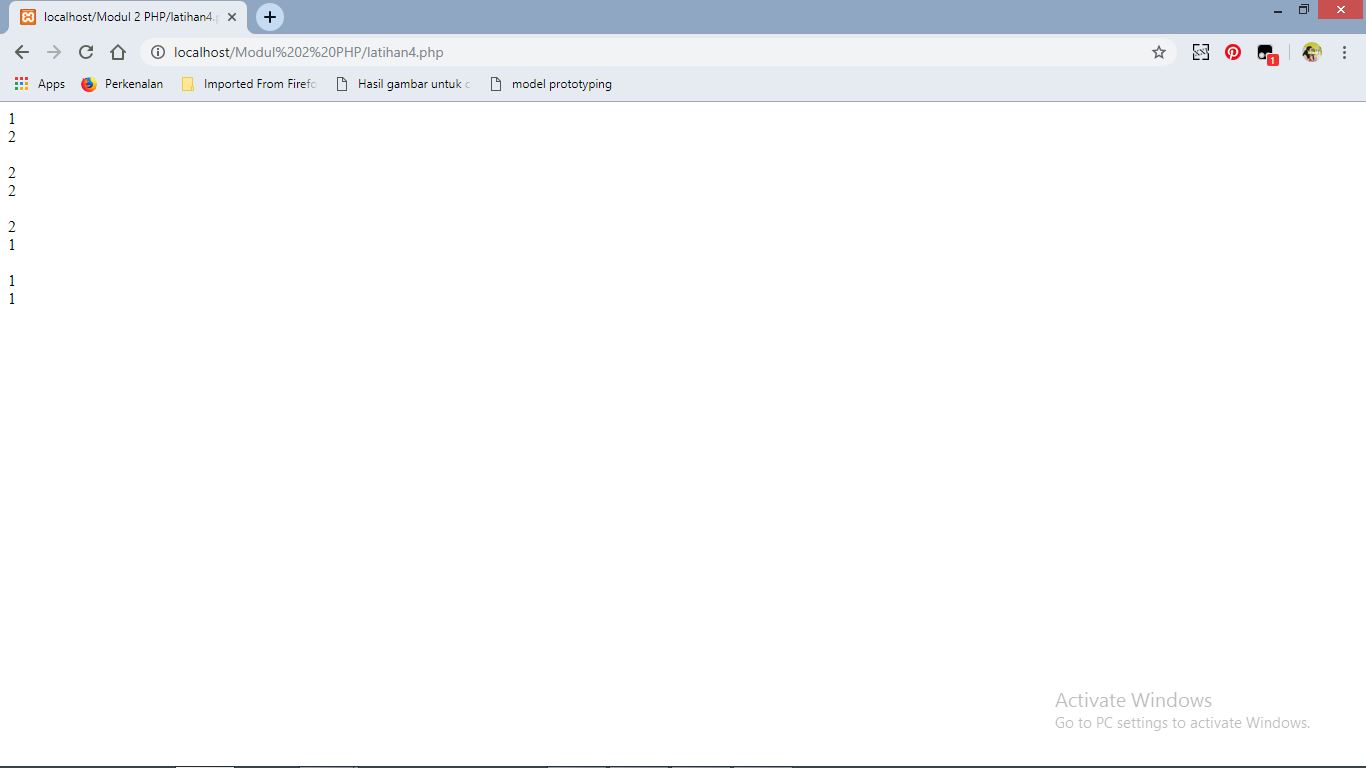 localhost/Modul 2 PHP/latihan4.p
localhost/Modul%202%20PHP/latihan4.php
1
Apps Perkenalan Imported From Firefo Hasil gambar untuk c model prototyping
1
2
2
2
2
1
1
1
Activate Windows
Go to PC settings to activate Windows.